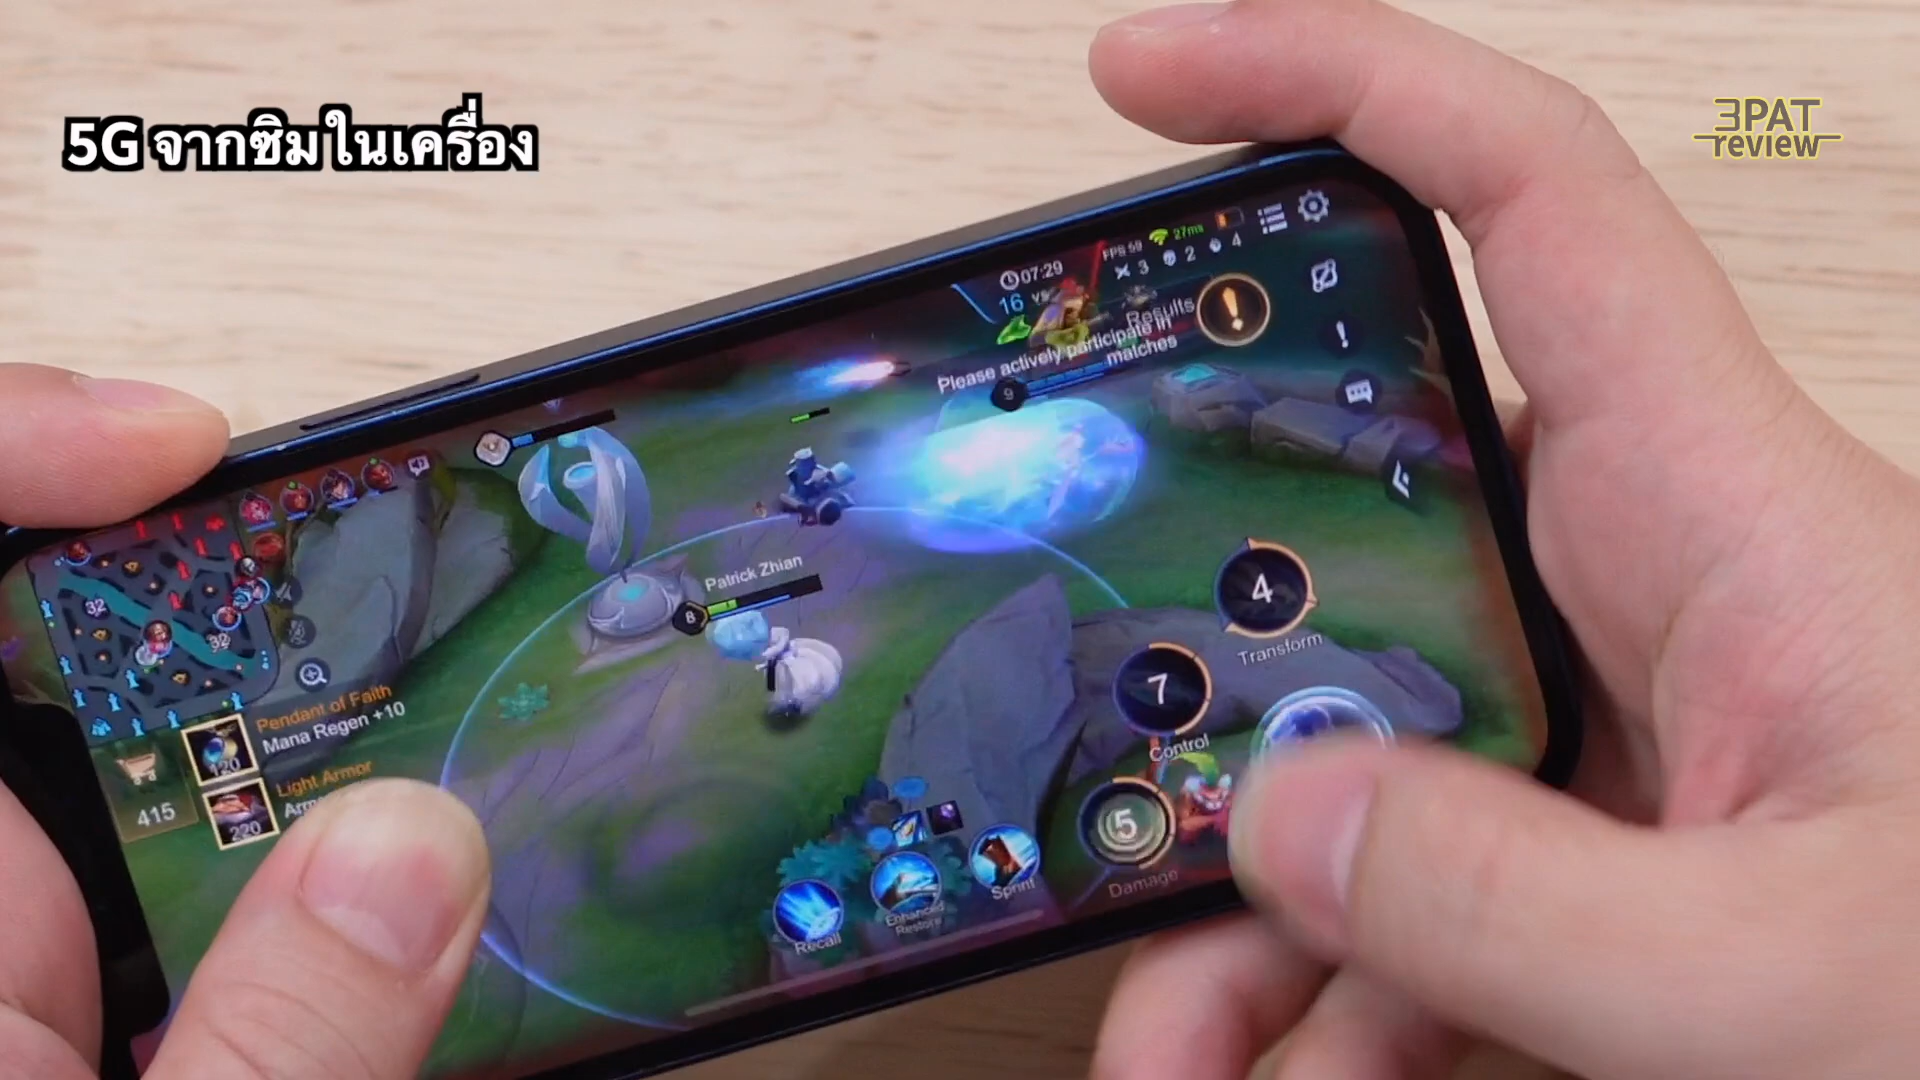 5G จากซิมในเครื่อง
3PAT
review
FPS 59 27ms
07:29
3 2 4
16 vs
Results
Please actively participate in
matches
9
Patrick Zhian
8
32
32
Pendant of Faith
Mana Regen +10
120
Light Armor
220
415
4
Transform
7
Control
5
Damage
Sprint
Enhanced
Restore
Recall